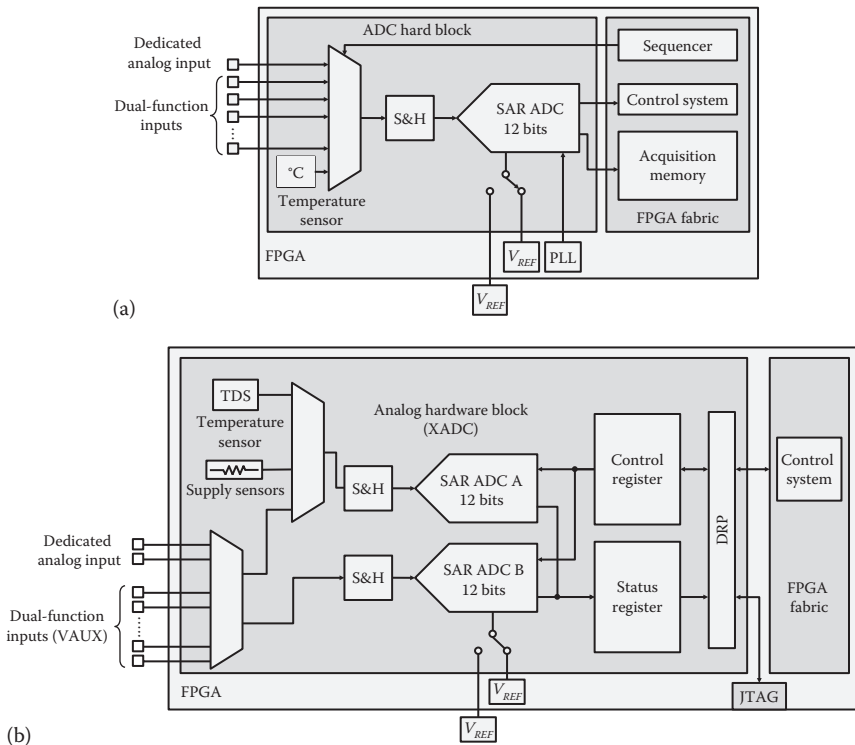 ADC hard block
Dedicated
analog input
Dual-function
inputs
°C
Temperature
sensor
S&H
SAR ADC
12 bits
Sequencer
Control system
Acquisition
memory
FPGA fabric
FPGA
V_REF
PLL
V_REF
(a)
TDS
Temperature
sensor
Supply sensors
Analog hardware block
(XADC)
S&H
SAR ADC A
12 bits
Control
register
DRP
Control
system
Dedicated
analog input
Dual-function
inputs (VAUX)
S&H
SAR ADC B
12 bits
Status
register
FPGA
fabric
FPGA
V_REF
JTAG
V_REF
(b)